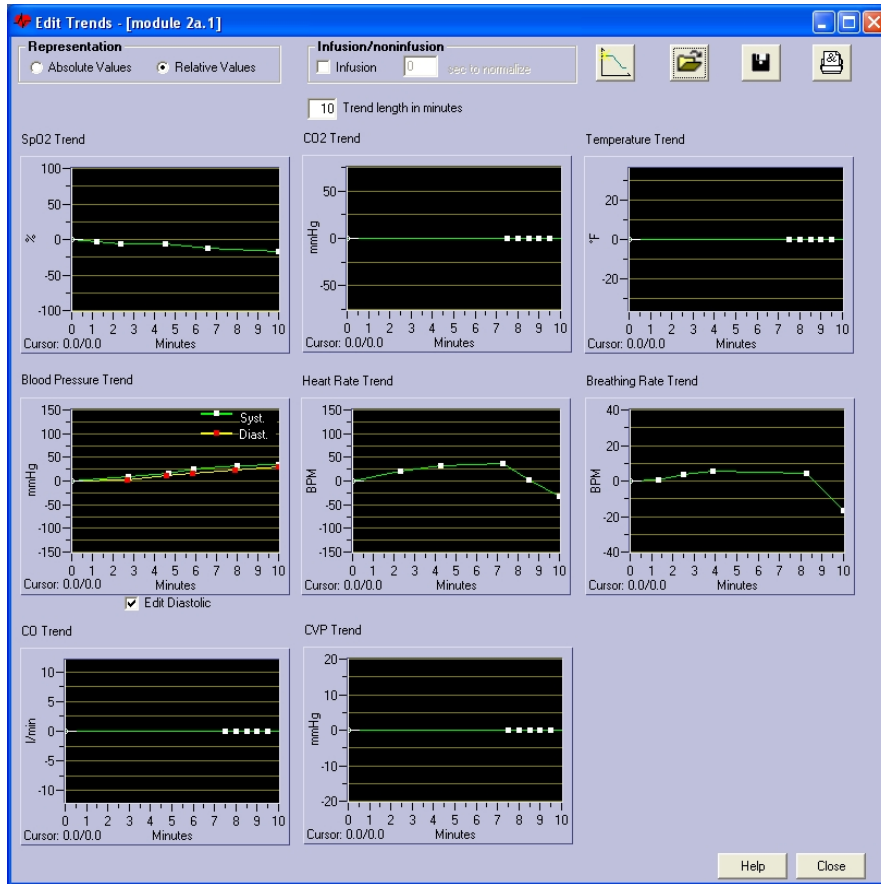 Edit Trends - [module 2a.1]
Representation
Absolute Values Relative Values
Infusion/noninfusion
Infusion 0 sec to normalize
10 Trend length in minutes
SpO2 Trend
100
50
%
0
-50
-100
0 1 2 3 4 5 6 7 8 9 10
Cursor: 0.0/0.0 Minutes
CO2 Trend
50
mmHg
0
-50
0 1 2 3 4 5 6 7 8 9 10
Cursor: 0.0/0.0 Minutes
Temperature Trend
20
°F
0
-20
0 1 2 3 4 5 6 7 8 9 10
Cursor: 0.0/0.0 Minutes
Blood Pressure Trend
150
Syst.
100
Diast.
50
mmHg
0
-50
-100
-150
0 1 2 3 4 5 6 7 8 9 10
Cursor: 0.0/0.0 Minutes
Edit Diastolic
Heart Rate Trend
150
100
50
BPM
0
-50
-100
-150
0 1 2 3 4 5 6 7 8 9 10
Cursor: 0.0/0.0 Minutes
Breathing Rate Trend
40
20
BPM
0
-20
-40
0 1 2 3 4 5 6 7 8 9 10
Cursor: 0.0/0.0 Minutes
CO Trend
10
5
l/min
0
-5
-10
0 1 2 3 4 5 6 7 8 9 10
Cursor: 0.0/0.0 Minutes
CVP Trend
20
10
mmHg
0
-10
-20
0 1 2 3 4 5 6 7 8 9 10
Cursor: 0.0/0.0 Minutes
Help Close